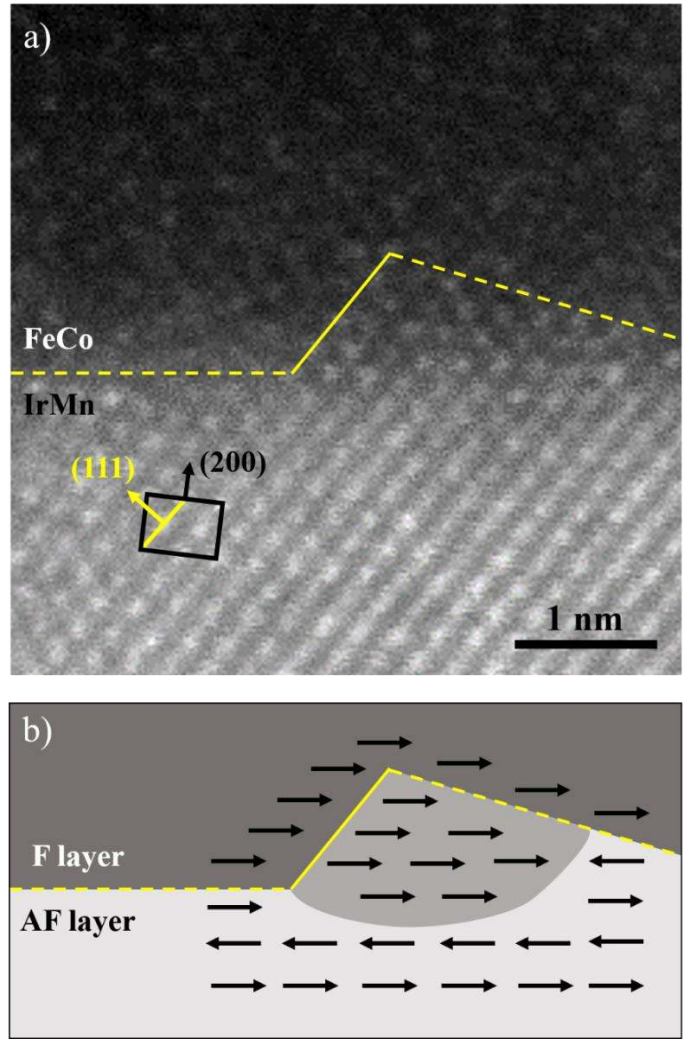 a)
FeCo
IrMn
(111)
(200)
1 nm
b)
F layer
AF layer